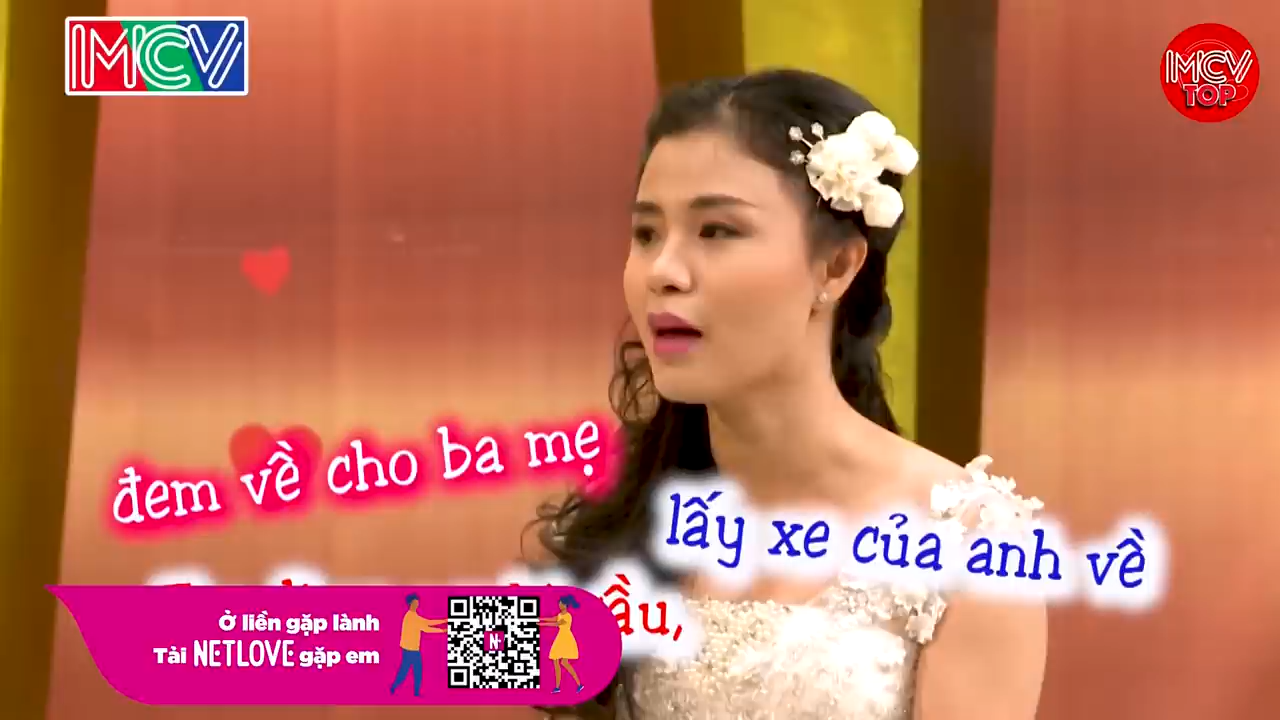 MCV
MCV
TOP
đem về cho ba mẹ
lấy xe của anh về
ầu,
Ở liền gặp lành
Tải NETLOVE gặp em
N